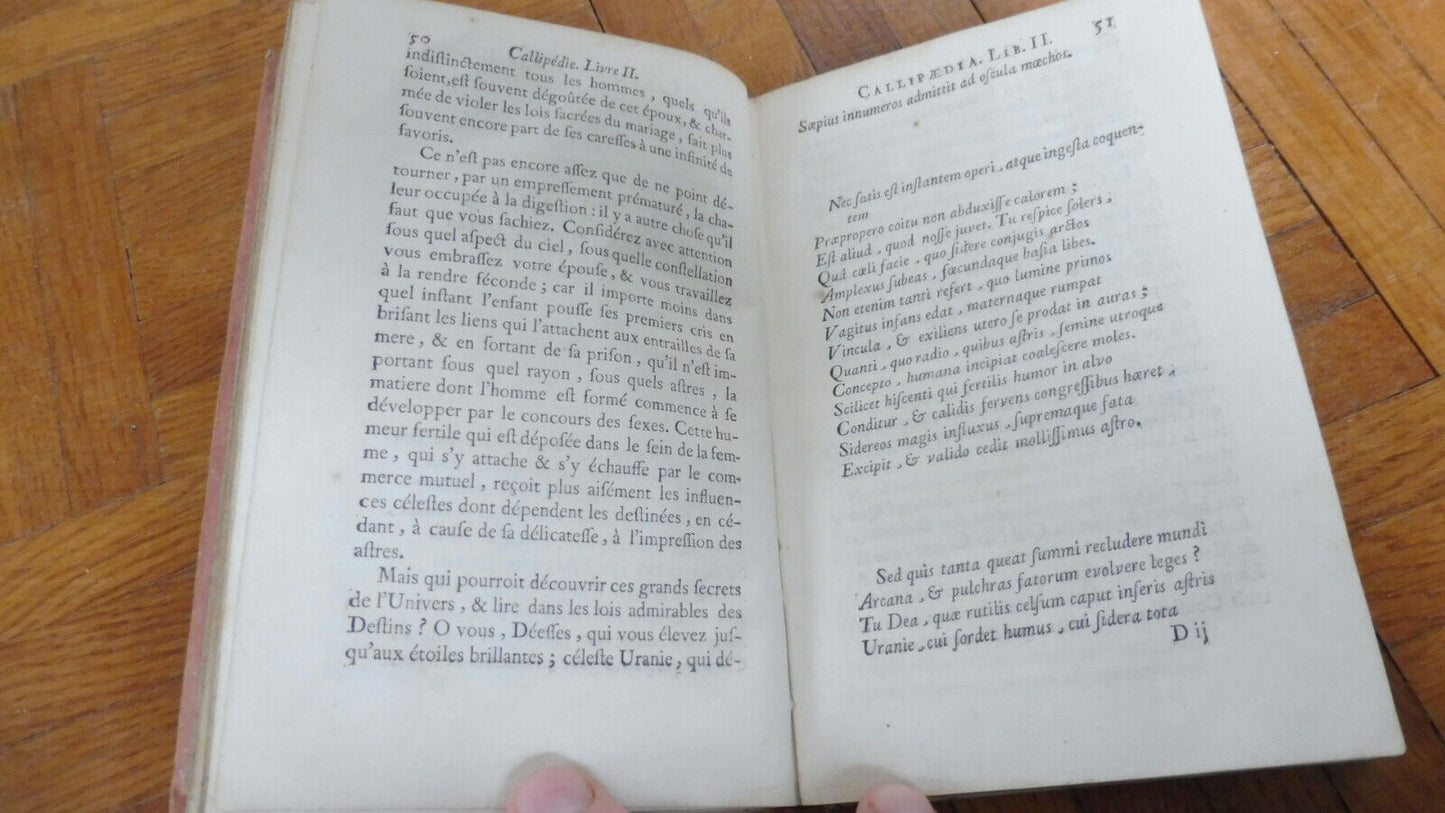 50
Callipédie. Livre II.
indiſtinctement tous les hommes, quels qu'ils
ſoient, eſt ſouvent dégoûtée de cet époux, & char-
mée de violer les lois ſacrées du mariage, fait plus
ſouvent encore part de ſes careſſes à une infinité de
favoris.
Ce n'eſt pas encore aſſez que de ne point dé-
tourner, par un empreſſement prématuré, la cha-
leur occupée à la digeſtion : il y a autre choſe qu'il
faut que vous ſachiez. Conſidérez avec attention
ſous quel aſpect du ciel, ſous quelle conſtellation
vous embraſſez votre épouſe, & vous travaillez
à la rendre féconde ; car il importe moins dans
quel inſtant l'enfant pouſſe ſes premiers cris en
briſant les liens qui l'attachent aux entrailles de ſa
mere, & en ſortant de ſa priſon, qu'il n'eſt im-
portant ſous quel rayon, ſous quels aſtres, la
matiere dont l'homme eſt formé commence à ſe
développer par le concours des ſexes. Cette hu-
meur fertile qui eſt dépoſée dans le ſein de la fem-
me, qui s'y attache & s'y échauffe par le com-
merce mutuel, reçoit plus aiſément les influen-
ces céleſtes dont dépendent les deſtinées, en cé-
dant, à cauſe de ſa délicateſſe, à l'impreſſion des
aſtres.
Mais qui pourroit découvrir ces grands ſecrets
de l'Univers, & lire dans les lois admirables des
Deſtins ? O vous, Déeſſes, qui vous élevez juſ-
qu'aux étoiles brillantes ; céleſte Uranie, qui dé-
CALLIPÆDIA. LIB. II. 51
Sæpius innumeros admittit ad oſcula mœchos.
Nec ſatis eſt inſtantem operi, atque ingeſta coquen-
tem
Præpropero coitu non abduxiſſe calorem ;
Eſt aliud, quod noſſe juvet. Tu reſpice ſolers,
Quâ cæli facie, quo ſidere conjugis arctos
Amplexus ſubeas, fœcundaque baſia libes.
Non etenim tanti refert, quo lumine primos
Vagitus infans edat, maternaque rumpat
Vincula, & exiliens utero ſe prodat in auras ;
Quanti, quo radio, quibus aſtris, ſemine utroque
Concepto, humana incipiat coaleſcere moles.
Scilicet hiſcenti qui fertilis humor in alvo
Conditur, & calidis fervens congreſſibus hæret,
Sidereos magis influxus, ſupremaque fata
Excipit, & valido cedit molliſſimus aſtro.
Sed quis tanta queat ſummi recludere mundi
Arcana, & pulchras fatorum evolvere leges ?
Tu Dea, quæ rutilis celſum caput inſeris aſtris
Uranie, cui ſordet humus, cui ſidera tota
D ij